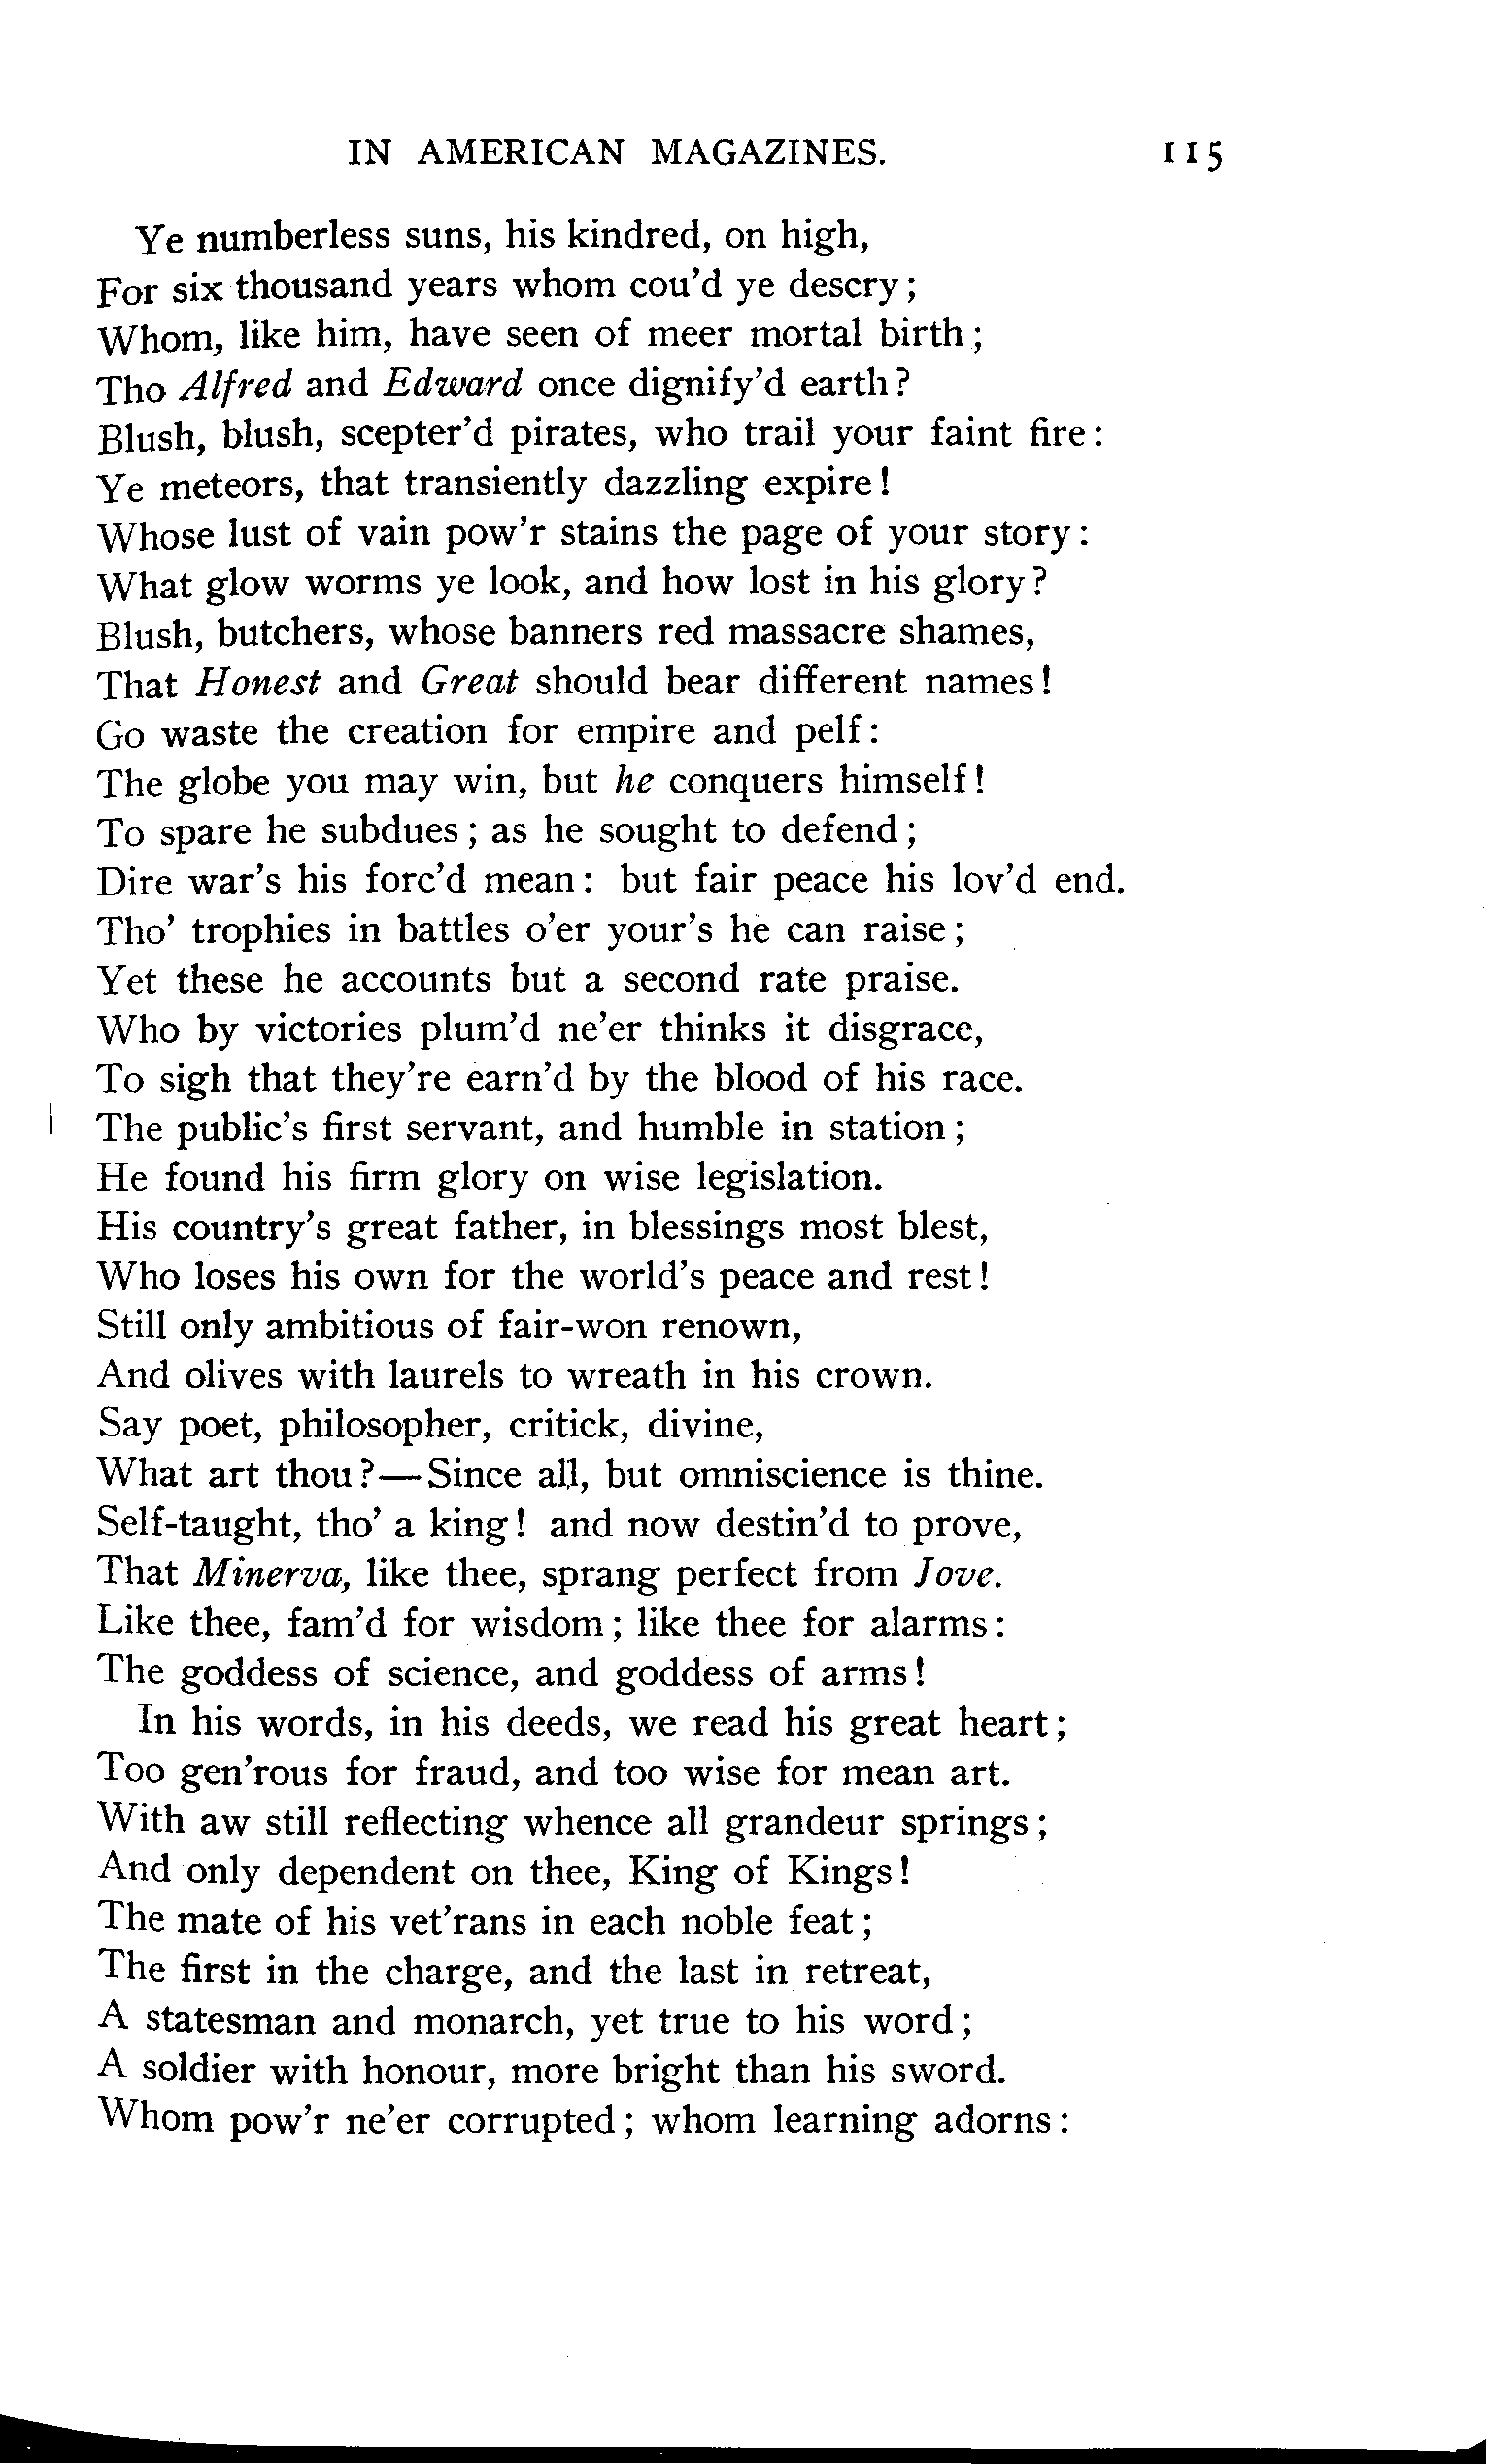 IN AMERICAN MAGAZINES. 115
Ye numberless suns, his kindred, on high,
For six thousand years whom cou'd ye descry;
Whom, like him, have seen of meer mortal birth;
Tho Alfred and Edward once dignify'd earth?
Blush, blush, scepter'd pirates, who trail your faint fire:
Ye meteors, that transiently dazzling expire!
Whose lust of vain pow'r stains the page of your story:
What glow worms ye look, and how lost in his glory?
Blush, butchers, whose banners red massacre shames,
That Honest and Great should bear different names!
Go waste the creation for empire and pelf:
The globe you may win, but he conquers himself!
To spare he subdues; as he sought to defend;
Dire war's his forc'd mean: but fair peace his lov'd end.
Tho' trophies in battles o'er your's he can raise;
Yet these he accounts but a second rate praise.
Who by victories plum'd ne'er thinks it disgrace,
To sigh that they're earn'd by the blood of his race.
The public's first servant, and humble in station;
He found his firm glory on wise legislation.
His country's great father, in blessings most blest,
Who loses his own for the world's peace and rest!
Still only ambitious of fair-won renown,
And olives with laurels to wreath in his crown.
Say poet, philosopher, critick, divine,
What art thou?—Since all, but omniscience is thine.
Self-taught, tho' a king! and now destin'd to prove,
That Minerva, like thee, sprang perfect from Jove.
Like thee, fam'd for wisdom; like thee for alarms:
The goddess of science, and goddess of arms!
In his words, in his deeds, we read his great heart;
Too gen'rous for fraud, and too wise for mean art.
With aw still reflecting whence all grandeur springs;
And only dependent on thee, King of Kings!
The mate of his vet'rans in each noble feat;
The first in the charge, and the last in retreat,
A statesman and monarch, yet true to his word;
A soldier with honour, more bright than his sword.
Whom pow'r ne'er corrupted; whom learning adorns: